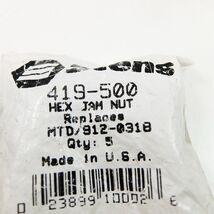 Stens
419-500
HEX JAM NUT
Replaces
MTD/912-0318
Qty: 5
Made in U.S.A.
0 23899 10002 6